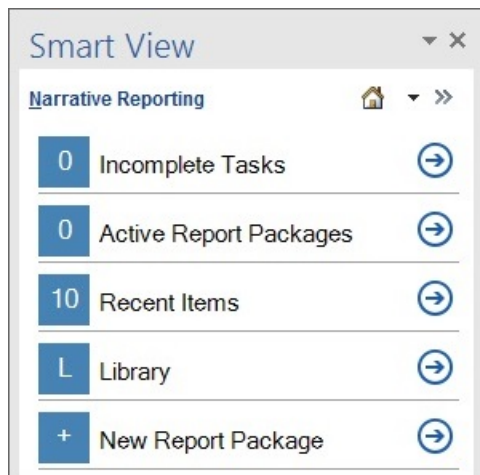 Smart View
Narrative Reporting
0 Incomplete Tasks
0 Active Report Packages
10 Recent Items
L Library
+ New Report Package